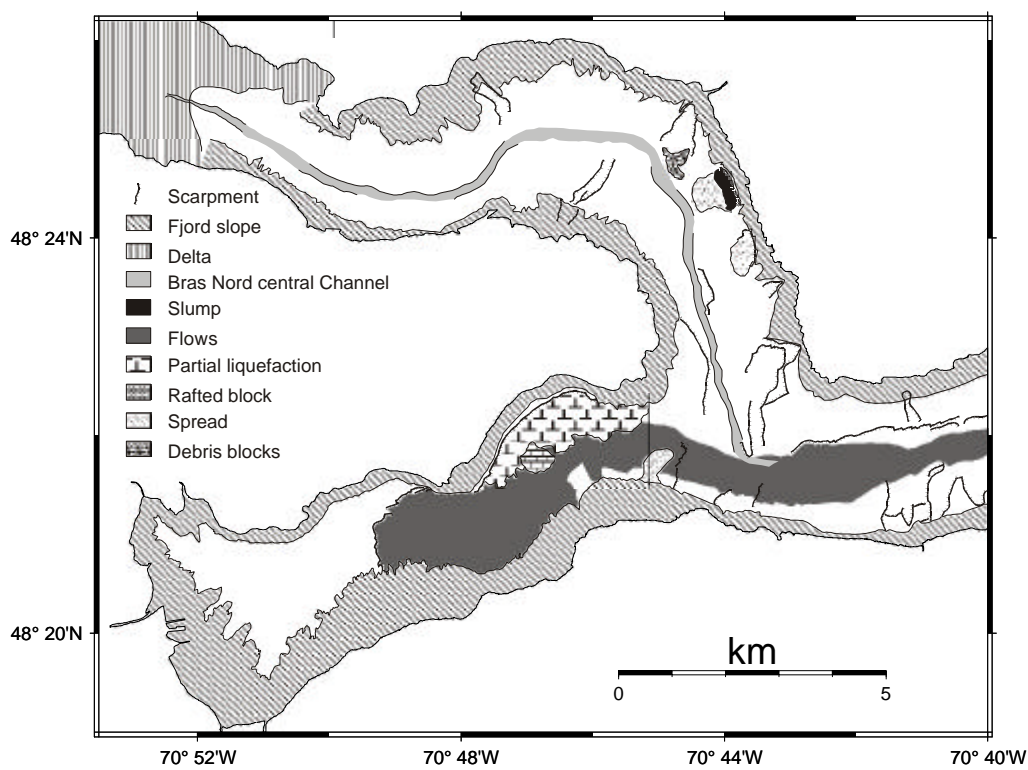 Scarpment
Fjord slope
48° 24'
Delta
Bras Nord central Channel
Slump
Flows
Partial liquefaction
Rafted block
Spread
Debris blocks
48° 20'
km
0 5
70° 52'W 70° 48'W 70° 44'W 70° 40'W